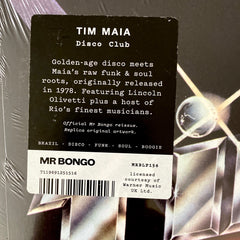 TIM MAIA
Disco Club
Golden-age disco meets
Maia's raw funk & soul
roots, originally released
in 1978. Featuring Lincoln
Olivetti plus a host of
Rio's finest musicians.
Official Mr Bongo reissue.
Replica original artwork.
BRAZIL · DISCO · FUNK · SOUL · BOOGIE
MR BONGO
MRBLP156
7119691251516
licensed
courtesy of
Warner Music
UK Ltd.